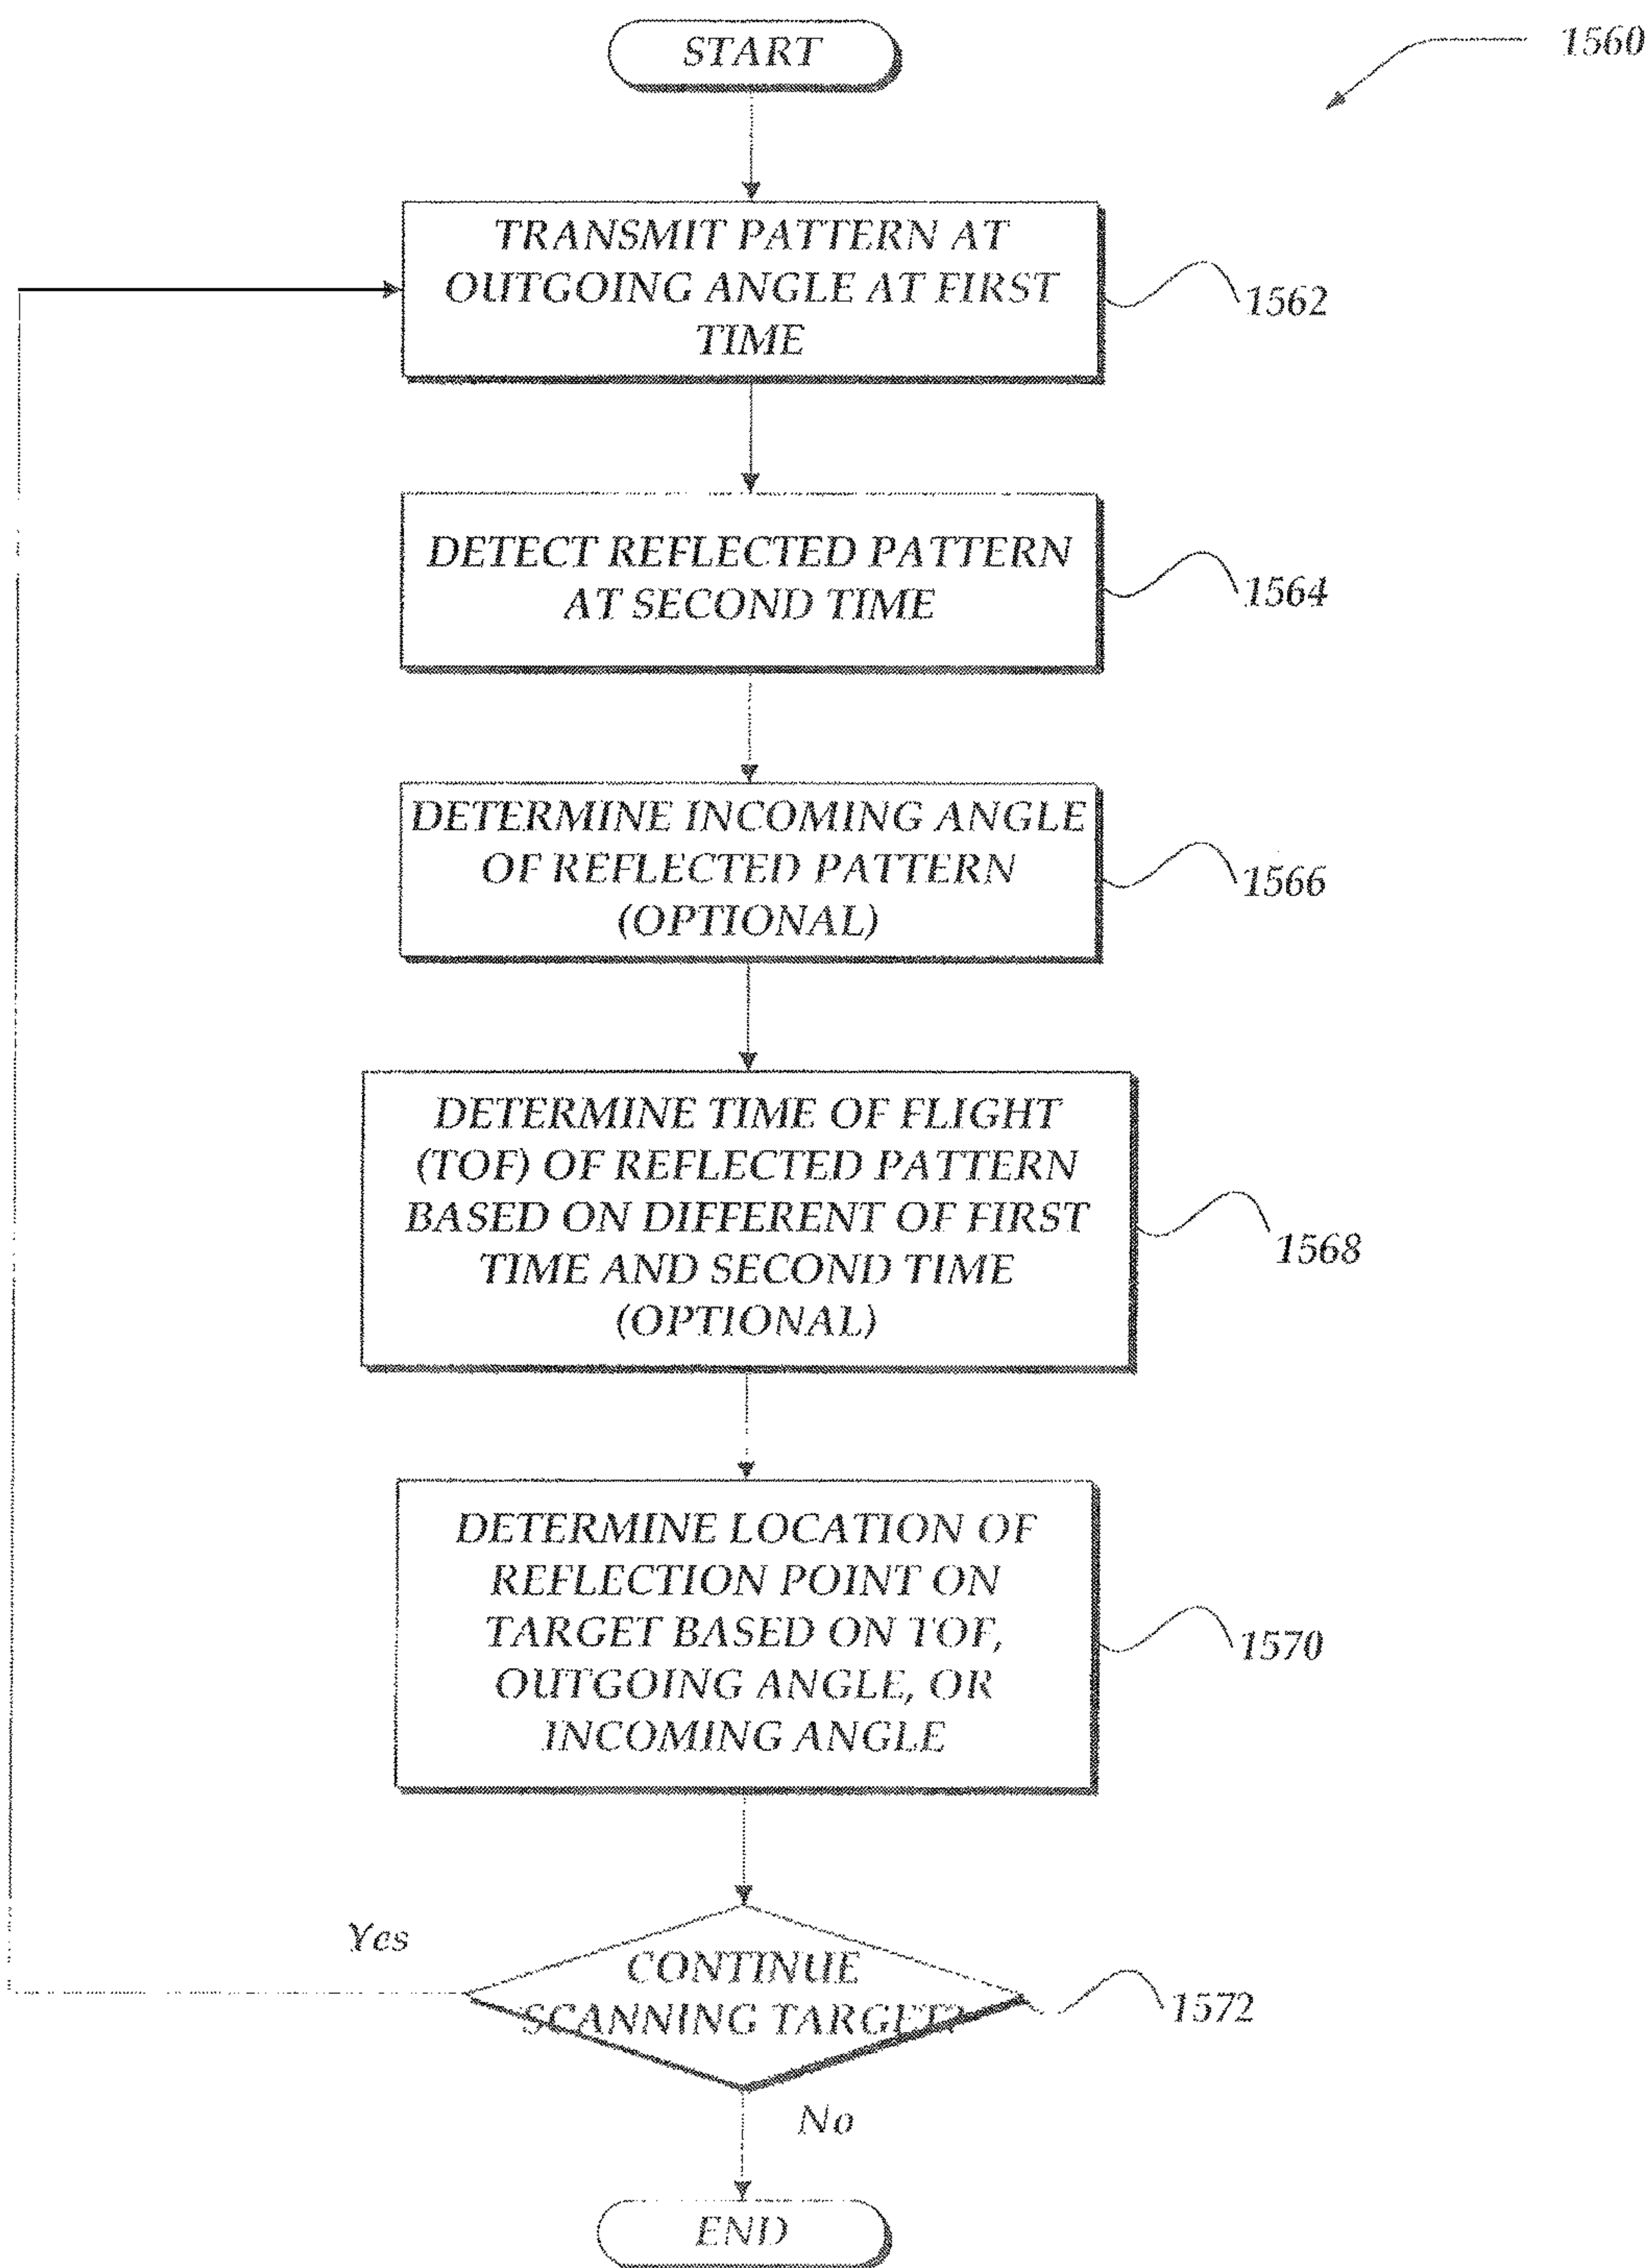 START
1560
TRANSMIT PATTERN AT
OUTGOING ANGLE AT FIRST
TIME
1562
DETECT REFLECTED PATTERN
AT SECOND TIME
1564
DETERMINE INCOMING ANGLE
OF REFLECTED PATTERN
(OPTIONAL)
1566
DETERMINE TIME OF FLIGHT
(TOF) OF REFLECTED PATTERN
BASED ON DIFFERENT OF FIRST
TIME AND SECOND TIME
(OPTIONAL)
1568
DETERMINE LOCATION OF
REFLECTION POINT ON
TARGET BASED ON TOF,
OUTGOING ANGLE, OR
INCOMING ANGLE
1570
Yes
CONTINUE
SCANNING TARGET?
1572
No
END